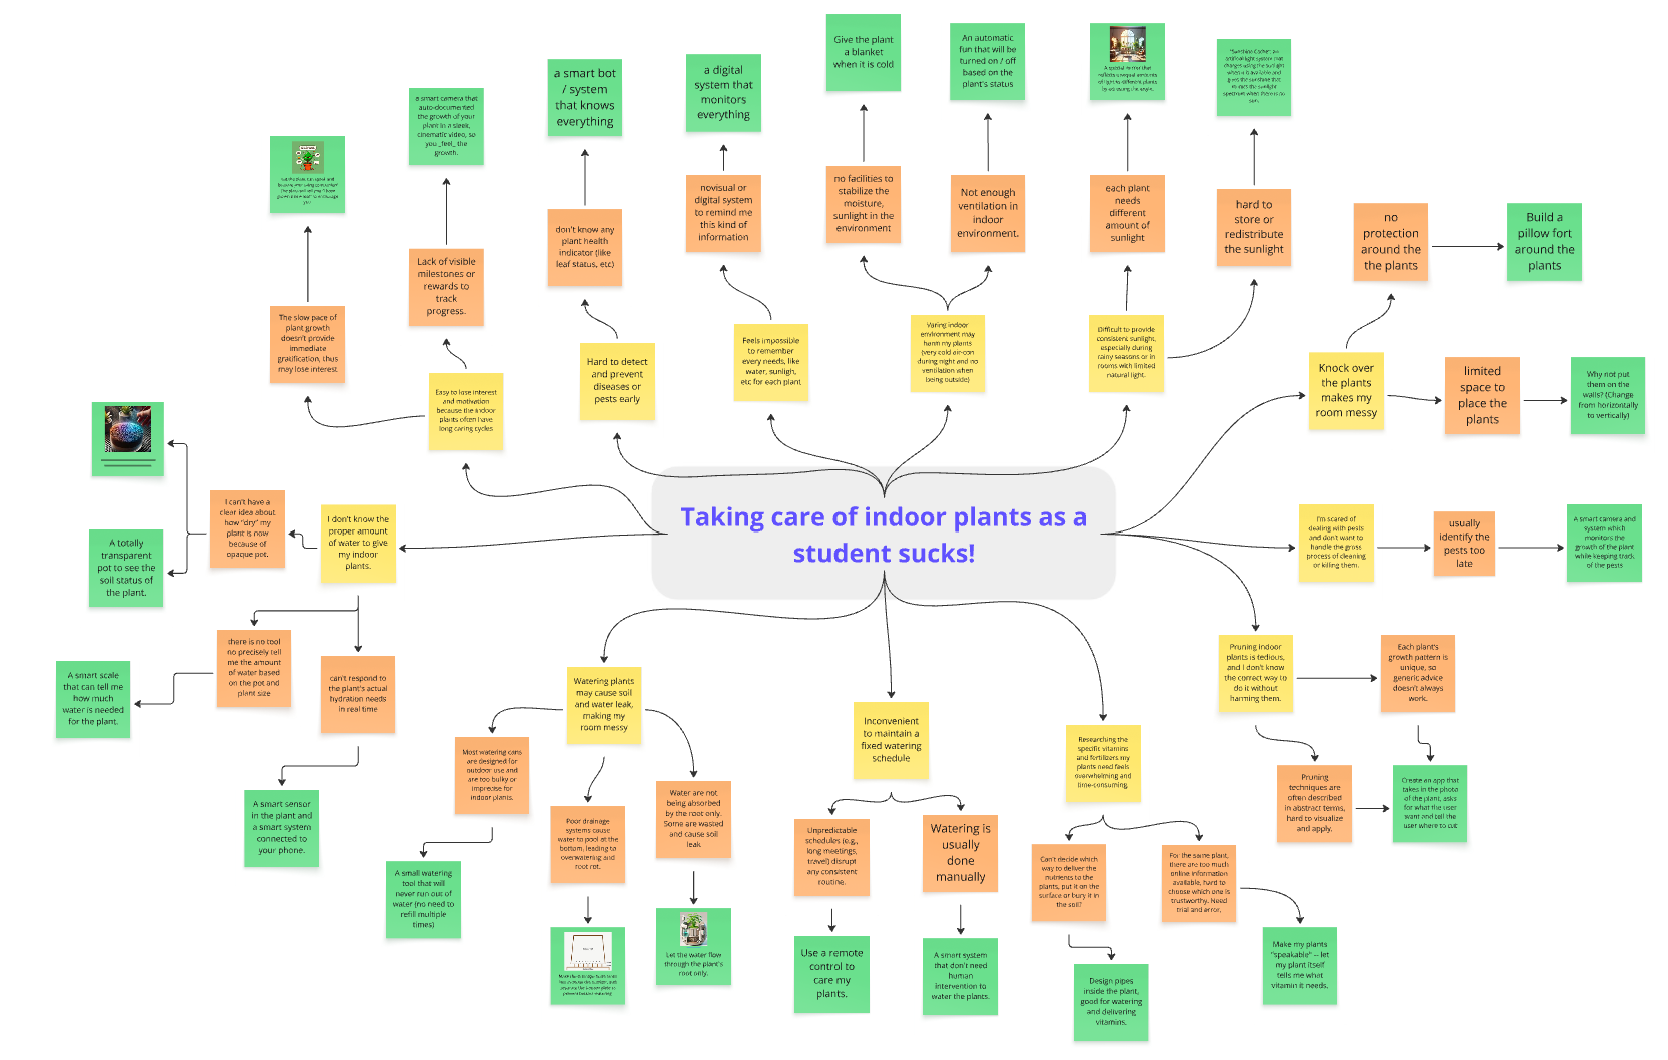 Give the plant
a blanket
when it is cold
An automatic
fun that will be
turned on / off
based on the
plant's status
A special mirror that
reflects unequal amounts
of light to different plants
by adjusting the angle.
"Sunshine Cache": an
artificial light system that
charges using the sunlight
when it is available and
gives the sunshine that
mimics the sunlight
spectrum when there is no
sun.
a smart bot
/ system
that knows
everything
a digital
system that
monitors
everything
a smart camera that
auto-documented
the growth of your
plant in a sleek,
cinematic video, so
you _feel_ the
growth.
no facilities to
stabilize the
moisture,
sunlight in the
environment
Not enough
ventilation in
indoor
environment.
each plant
needs
different
amount of
sunlight
hard to
store or
redistribute
the sunlight
novisual or
digital system
to remind me
this kind of
information
don't know any
plant health
indicator (like
leaf status, etc)
Lack of visible
milestones or
rewards to
track
progress.
The slow pace of
plant growth
doesn't provide
immediate
gratification, thus
may lose interest
no
protection
around the
the plants
Build a
pillow fort
around the
plants
Easy to lose interest
and motivation
because the indoor
plants often have
long caring cycles
Hard to detect
and prevent
diseases or
pests early
Feels impossible
to remember
every needs, like
water, sunligh,
etc for each plant
Varing indoor
environment may
harm my plants
(very cold air-con
during night and no
ventilation when
being outside)
Difficult to provide
consistent sunlight,
especially during
rainy seasons or in
rooms with limited
natural light.
Knock over
the plants
makes my
room messy
limited
space to
place the
plants
Why not put
them on the
walls? (Change
from horizontally
to vertically)
Taking care of indoor plants as a
student sucks!
I can't have a
clear idea about
how "dry" my
plant is now
because of
opaque pot.
I don't know the
proper amount
of water to give
my indoor
plants.
A totally
transparent
pot to see the
soil status of
the plant.
I'm scared of
dealing with pests
and don't want to
handle the gross
process of cleaning
or killing them.
usually
identify the
pests too
late
A smart camera and
system which
monitors the
growth of the plant
while keeping track
of the pests
there is no tool
no precisely tell
me the amount
of water based
on the pot and
plant size
can't respond to
the plant's actual
hydration needs
in real time
A smart scale
that can tell me
how much
water is needed
for the plant.
A smart sensor
in the plant and
a smart system
connected to
your phone.
Watering plants
may cause soil
and water leak,
making my
room messy
Most watering cans
are designed for
outdoor use and
are too bulky or
imprecise for
indoor plants.
Poor drainage
systems cause
water to pool at the
bottom, leading to
overwatering and
root rot.
Water are not
being absorbed
by the root only.
Some are wasted
and cause soil
leak
A small watering
tool that will
never run out of
water (no need to
refill multiple
times)
Let the water flow
through the plant's
root only.
Inconvenient
to maintain a
fixed watering
schedule
Unpredictable
schedules (e.g.,
long meetings,
travel) disrupt
any consistent
routine.
Watering is
usually
done
manually
Use a remote
control to
care my
plants.
A smart system
that don't need
human
intervention to
water the plants.
Researching the
specific vitamins
and fertilizers my
plants need feels
overwhelming and
time-consuming.
Can't decide which
way to deliver the
nutrients to the
plants, put it on the
surface or bury it in
the soil?
For the same plant,
there are too much
online information
available, hard to
choose which one is
trustworthy. Need
trial and error.
Design pipes
inside the plant,
good for watering
and delivering
vitamins.
Make my plants
"speakable" -- let
my plant itself
tells me what
vitamin it needs.
Pruning indoor
plants is tedious,
and I don't know
the correct way to
do it without
harming them.
Each plant's
growth pattern is
unique, so
generic advice
doesn't always
work.
Pruning
techniques are
often described
in abstract terms,
hard to visualize
and apply.
Create an app that
takes in the photo
of the plant, asks
for what the user
want and tell the
user where to cut